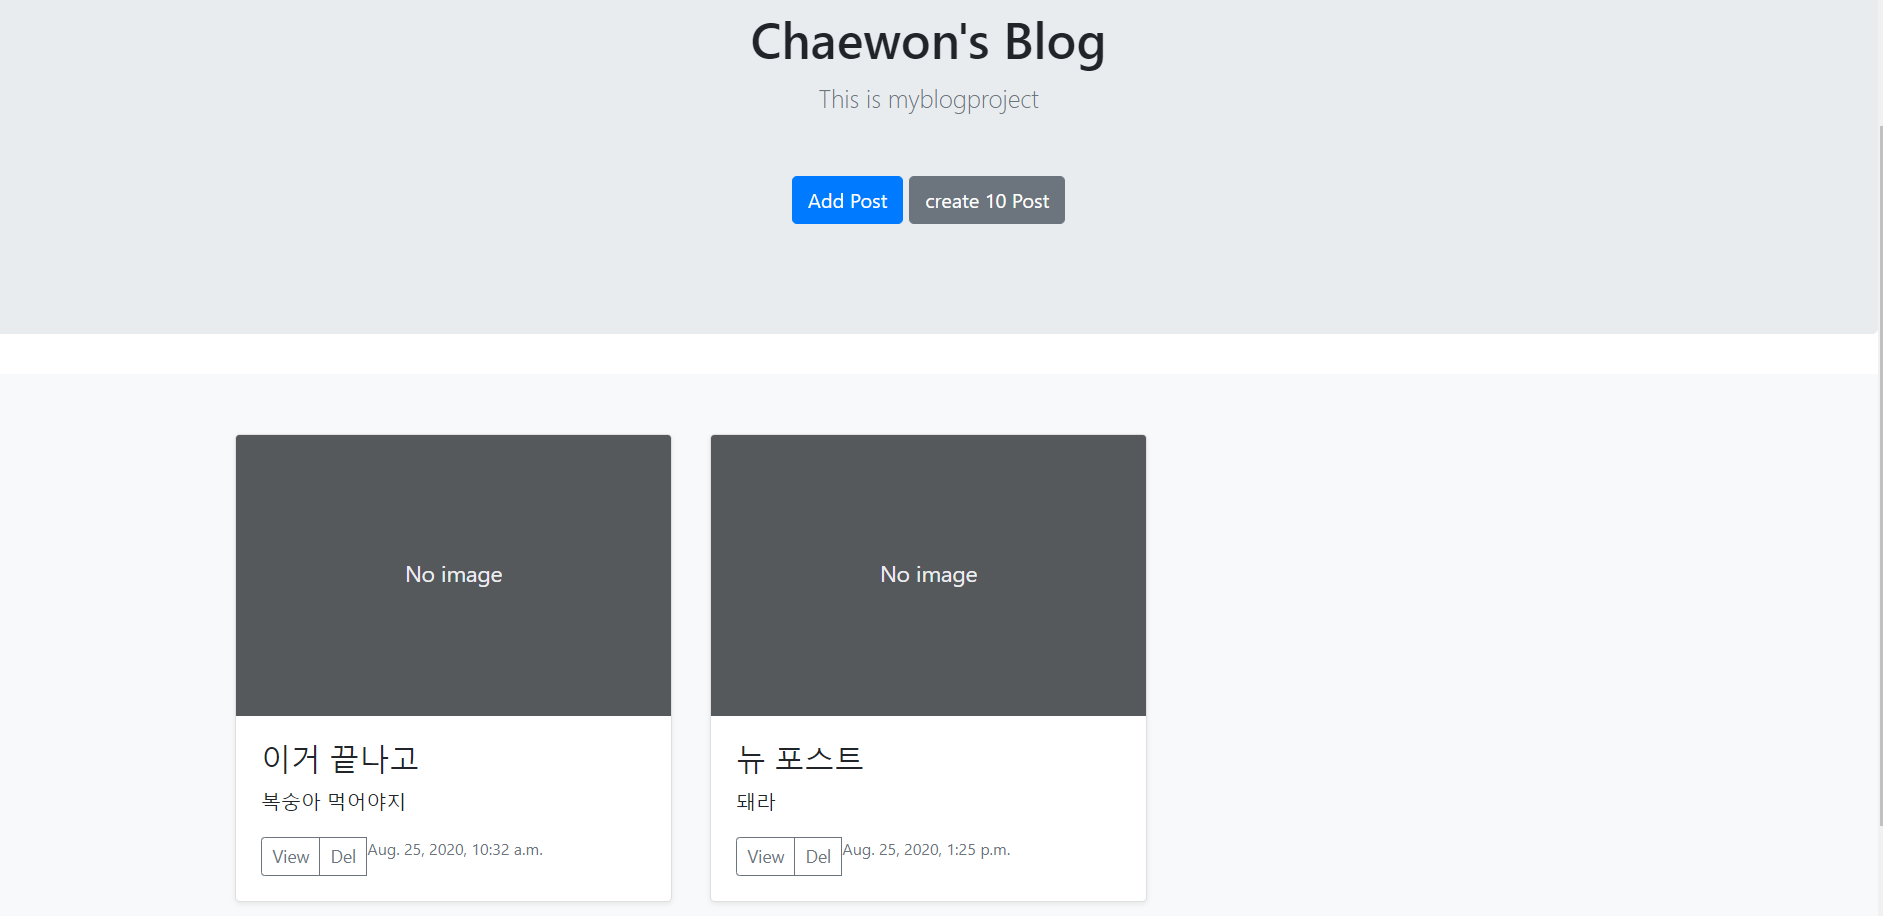 Chaewon's Blog
This is myblogproject
Add Post create 10 Post
No image
이거 끝나고
복숭아 먹어야지
View Del Aug. 25, 2020, 10:32 a.m.
No image
뉴 포스트
돼라
View Del Aug. 25, 2020, 1:25 p.m.